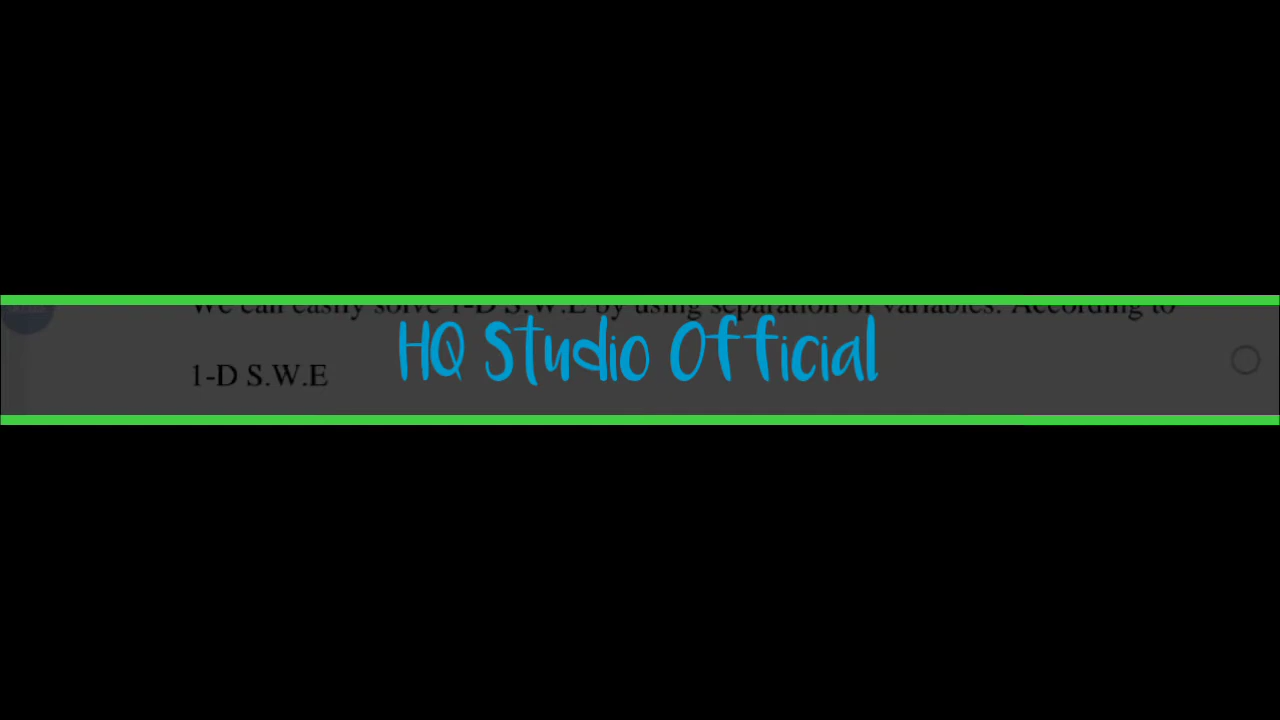 We can easily solve 1-D S.W.E by using separation of variables. According to
HQ Studio Official
1-D S.W.E